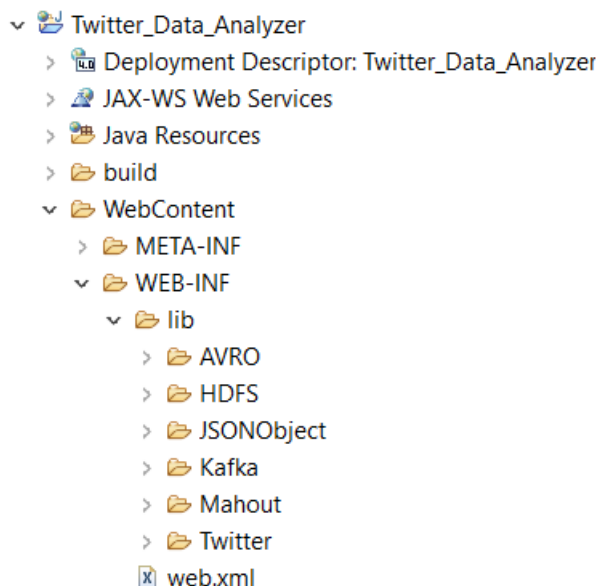 Twitter_Data_Analyzer
Deployment Descriptor: Twitter_Data_Analyzer
JAX-WS Web Services
Java Resources
build
WebContent
META-INF
WEB-INF
lib
AVRO
HDFS
JSONObject
Kafka
Mahout
Twitter
web.xml